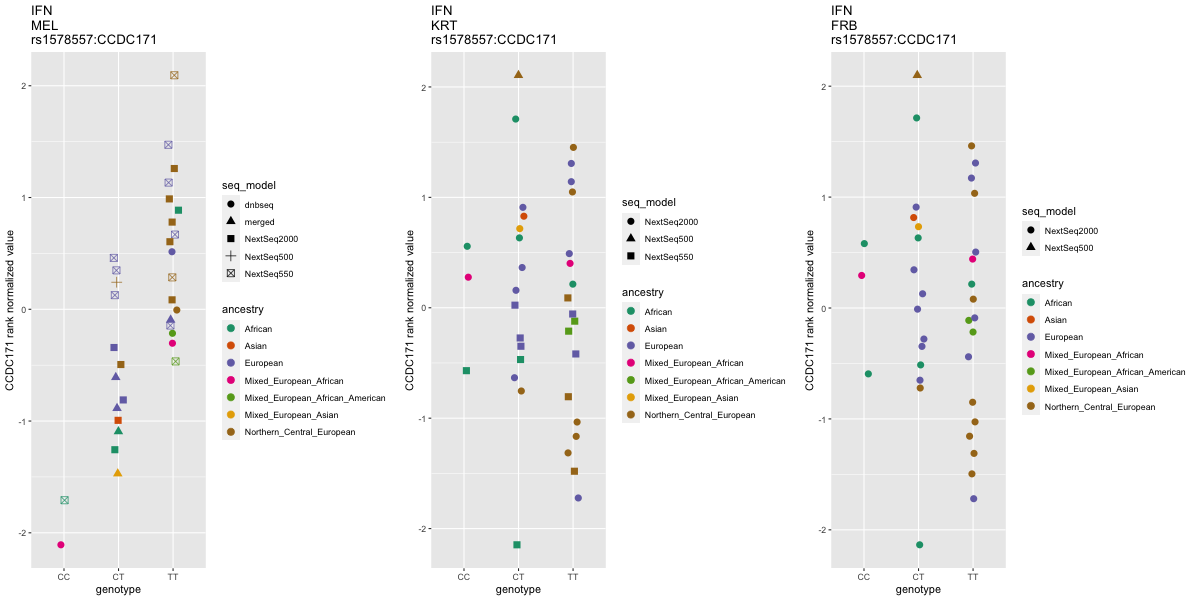 IFN
MEL
rs1578557:CCDC171
CCDC171 rank normalized value
2
1
0
-1
-2
CC CT TT
genotype
seq_model
dnbseq
merged
NextSeq2000
NextSeq500
NextSeq550
ancestry
African
Asian
European
Mixed_European_African
Mixed_European_African_American
Mixed_European_Asian
Northern_Central_European
IFN
KRT
rs1578557:CCDC171
CCDC171 rank normalized value
2
1
0
-1
-2
CC CT TT
genotype
seq_model
NextSeq2000
NextSeq500
NextSeq550
ancestry
African
Asian
European
Mixed_European_African
Mixed_European_African_American
Mixed_European_Asian
Northern_Central_European
IFN
FRB
rs1578557:CCDC171
CCDC171 rank normalized value
2
1
0
-1
-2
CC CT TT
genotype
seq_model
NextSeq2000
NextSeq500
ancestry
African
Asian
European
Mixed_European_African
Mixed_European_African_American
Mixed_European_Asian
Northern_Central_European